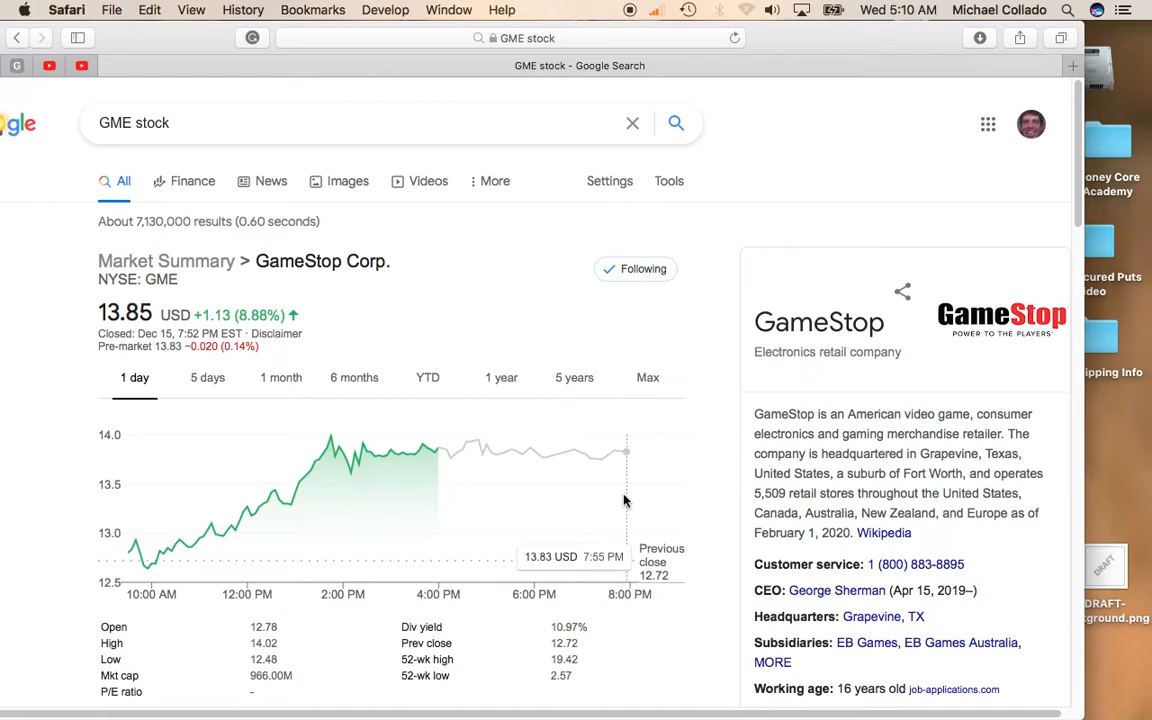 Safari File Edit View History Bookmarks Develop Window Help Wed 5:10 AM Michael Collado
GME stock
GME stock - Google Search
gle
GME stock
All Finance News Images Videos More Settings Tools
About 7,130,000 results (0.60 seconds)
Market Summary > GameStop Corp.
NYSE: GME
Following
13.85 USD +1.13 (8.88%)
Closed: Dec 15, 7:52 PM EST · Disclaimer
Pre-market 13.83 −0.020 (0.14%)
1 day 5 days 1 month 6 months YTD 1 year 5 years Max
14.0
13.5
13.0
12.5
13.83 USD 7:55 PM
Previous
close
12.72
10:00 AM 12:00 PM 2:00 PM 4:00 PM 6:00 PM 8:00 PM
Open 12.78 Div yield 10.97%
High 14.02 Prev close 12.72
Low 12.48 52-wk high 19.42
Mkt cap 966.00M 52-wk low 2.57
P/E ratio -
GameStop
Electronics retail company
GameStop
POWER TO THE PLAYERS
GameStop is an American video game, consumer
electronics and gaming merchandise retailer. The
company is headquartered in Grapevine, Texas,
United States, a suburb of Fort Worth, and operates
5,509 retail stores throughout the United States,
Canada, Australia, New Zealand, and Europe as of
February 1, 2020. Wikipedia
Customer service: 1 (800) 883-8895
CEO: George Sherman (Apr 15, 2019–)
Headquarters: Grapevine, TX
Subsidiaries: EB Games, EB Games Australia,
MORE
Working age: 16 years old job-applications.com
oney Core
Academy
cured Puts
ideo
ipping Info
DRAFT
DRAFT-
kground.png